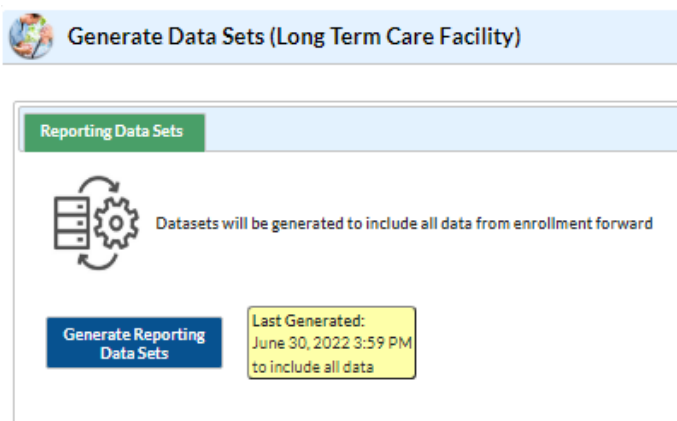 Generate Data Sets (Long Term Care Facility)
Reporting Data Sets
Datasets will be generated to include all data from enrollment forward
Generate Reporting
Data Sets
Last Generated:
June 30, 2022 3:59 PM
to include all data